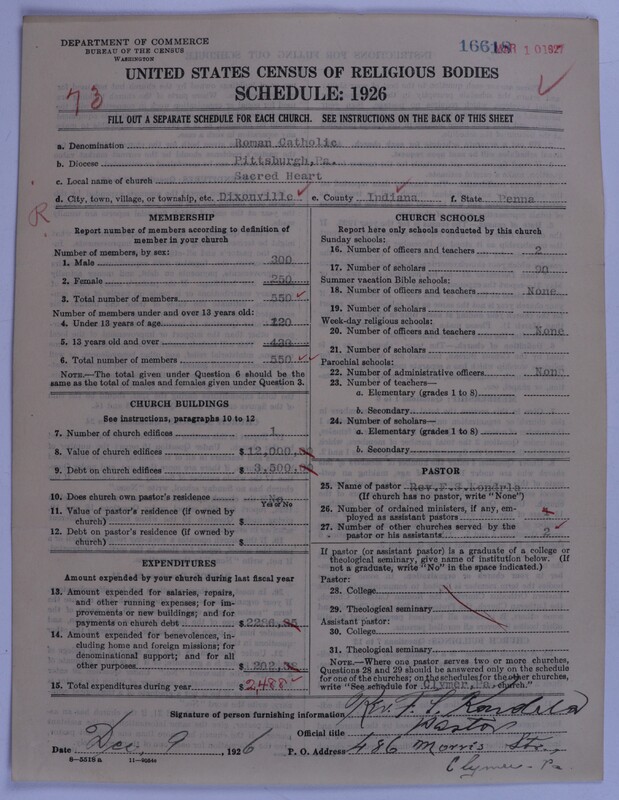 DEPARTMENT OF COMMERCE
BUREAU OF THE CENSUS
WASHINGTON
1661
10 1927
UNITED STATES CENSUS OF RELIGIOUS BODIES
SCHEDULE: 1926
73
FILL OUT A SEPARATE SCHEDULE FOR EACH CHURCH. SEE INSTRUCTIONS ON THE BACK OF THIS SHEET
a. Denomination Roman Catholic
b. Diocese Pittsburgh, Pa.
c. Local name of church Sacred Heart
d. City, town, village, or township, etc. Dixonville e. County Indiana f. State Penna
R
MEMBERSHIP
Report number of members according to definition of
member in your church
Number of members, by sex:
1. Male 300
2. Female 250
3. Total number of members 550
Number of members under and over 13 years old:
4. Under 13 years of age 120
5. 13 years old and over 430
6. Total number of members 550
NOTE.—The total given under Question 6 should be
same as the total of males and females given under Question 3.
CHURCH BUILDINGS
See instructions, paragraphs 10 to 12
7. Number of church edifices 1
8. Value of church edifices $12,000
9. Debt on church edifices $3,500
10. Does church own pastor's residence No
Yes or No
11. Value of pastor's residence (if owned by
church) $
12. Debt on pastor's residence (if owned by
church) $
EXPENDITURES
Amount expended by your church during last fiscal year
13. Amount expended for salaries, repairs,
and other running expenses; for im-
provements or new buildings; and for
payments on church debt $2286
14. Amount expended for benevolences, in-
cluding home and foreign missions; for
denominational support; and for all
other purposes $202
15. Total expenditures during year $2488
CHURCH SCHOOLS
Report here only schools conducted by this church
Sunday schools:
16. Number of officers and teachers 2
17. Number of scholars 90
Summer vacation Bible schools:
18. Number of officers and teachers None
19. Number of scholars
Week-day religious schools:
20. Number of officers and teachers None
21. Number of scholars
Parochial schools:
22. Number of administrative officers None
23. Number of teachers—
a. Elementary (grades 1 to 8)
b. Secondary
24. Number of scholars—
a. Elementary (grades 1 to 8)
b. Secondary
PASTOR
25. Name of pastor Rev. F. S. Kondrla
(If church has no pastor, write "None")
26. Number of ordained ministers, if any, em-
ployed as assistant pastors
27. Number of other churches served by the
pastor or his assistants 2
If pastor (or assistant pastor) is a graduate of a college or
theological seminary, give name of institution below. (If
not a graduate, write "No" in the space indicated.)
Pastor:
28. College
29. Theological seminary
Assistant pastor:
30. College
31. Theological seminary
NOTE.—Where one pastor serves two or more churches,
Questions 28 and 29 should be answered only on the schedule
for one of the churches; on the schedules for the other churches,
write "See schedule for Clymer, Pa. church."
Signature of person furnishing information Rev. F. S. Kondrla
Official title Pastor
Date Dec. 9, 1926 P. O. Address 486 Morris Str.,
Clymer Pa.
8—5518 a